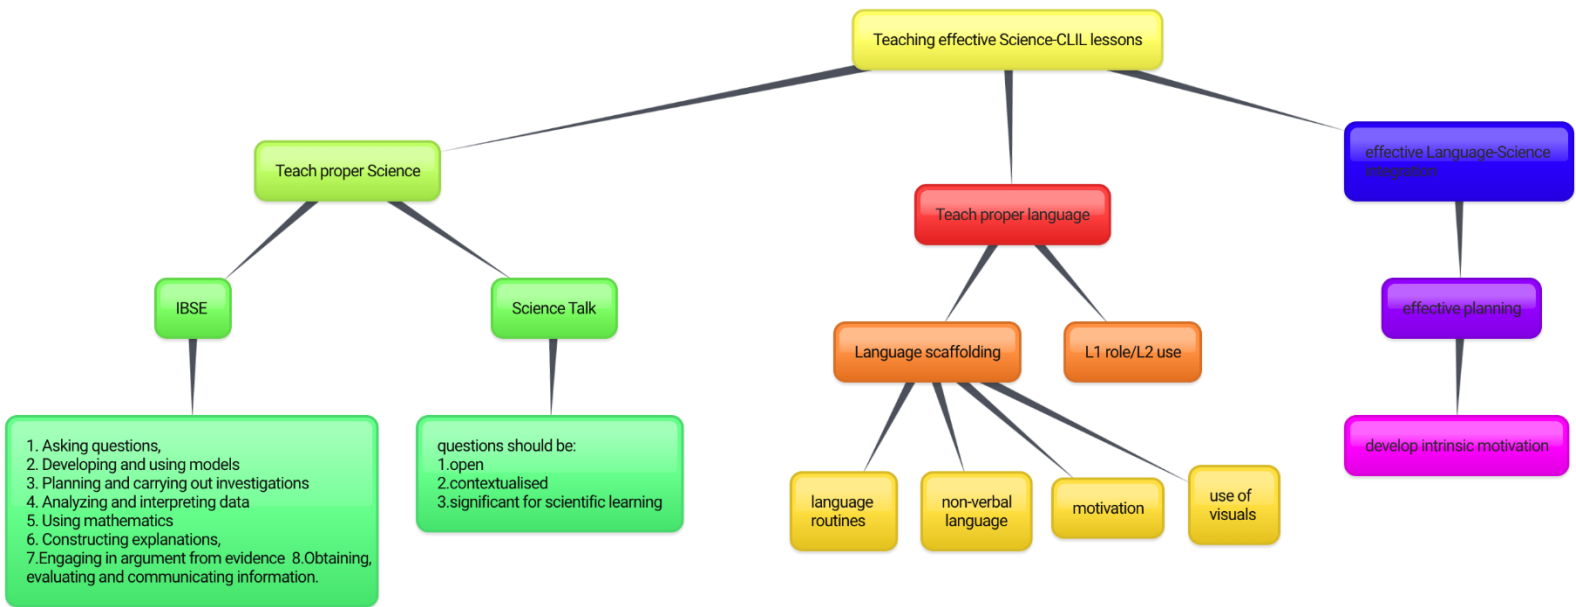 Teaching effective Science-CLIL lessons
Teach proper Science
effective Language-Science
integration
Teach proper language
IBSE
Science Talk
effective planning
Language scaffolding
L1 role/L2 use
1. Asking questions,
2. Developing and using models
3. Planning and carrying out investigations
4. Analyzing and interpreting data
5. Using mathematics
6. Constructing explanations,
7.Engaging in argument from evidence  8.Obtaining,
evaluating and communicating information.
questions should be:
1.open
2.contextualised
3.significant for scientific learning
develop intrinsic motivation
language
routines
non-verbal
language
motivation
use of
visuals